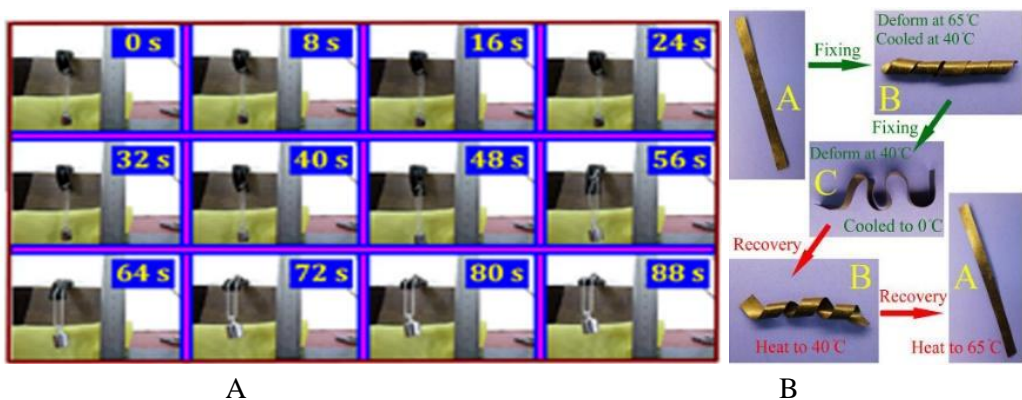 0 s
8 s
16 s
24 s
32 s
40 s
48 s
56 s
64 s
72 s
80 s
88 s
A
Fixing
Deform at 65℃
Cooled at 40℃
B
Fixing
Deform at 40℃
C
Cooled to 0℃
Recovery
B
Heat to 40℃
Recovery
A
Heat to 65℃
A
B